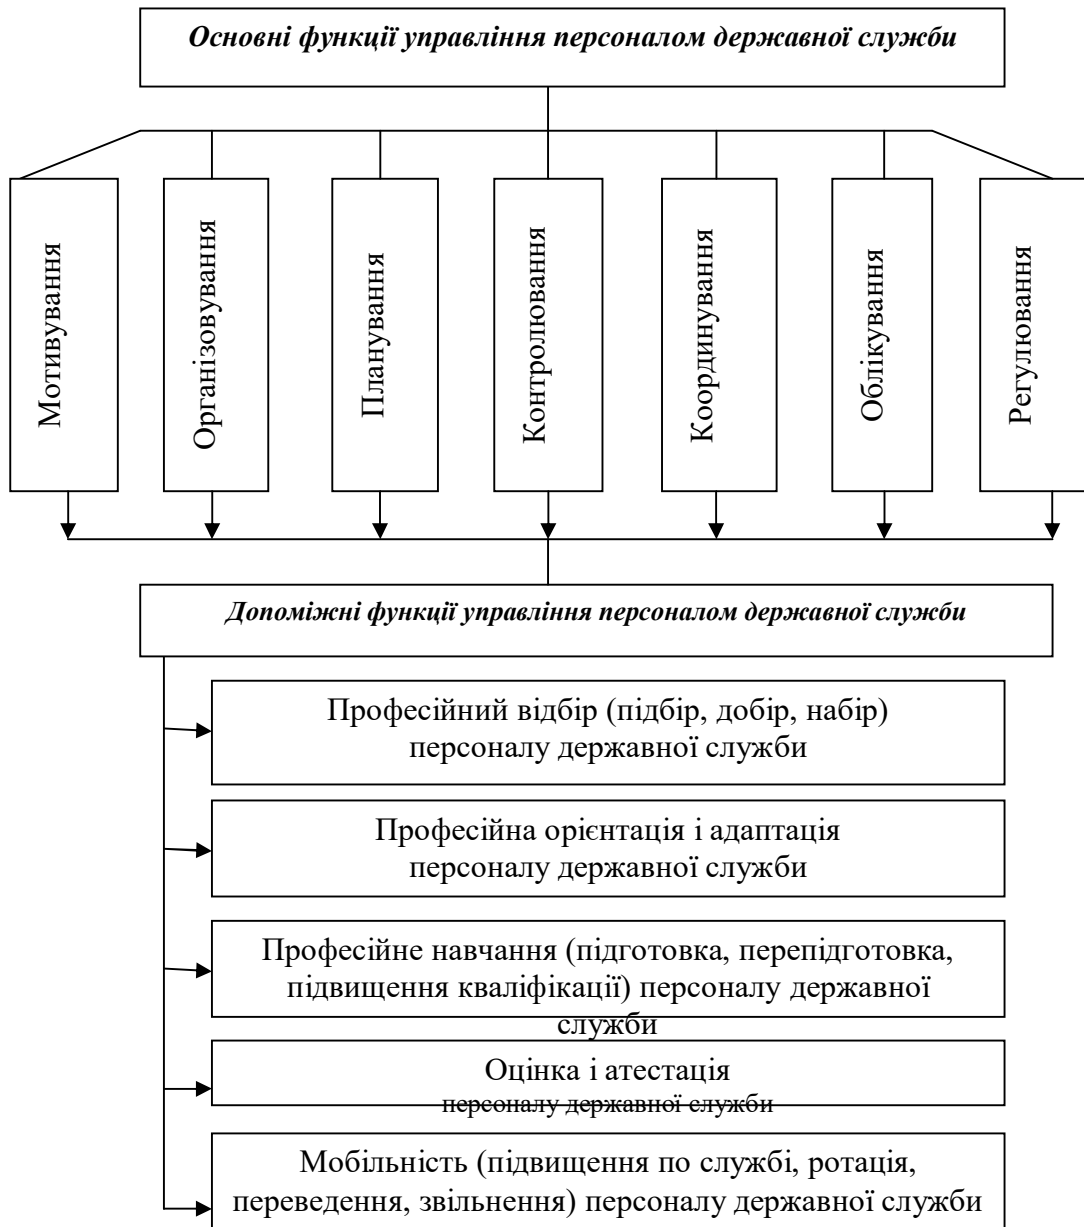 Основні функції управління персоналом державної служби
Мотивування
Організовування
Планування
Контролювання
Координування
Облікування
Регулювання
Допоміжні функції управління персоналом державної служби
Професійний відбір (підбір, добір, набір)
персоналу державної служби
Професійна орієнтація і адаптація
персоналу державної служби
Професійне навчання (підготовка, перепідготовка,
підвищення кваліфікації) персоналу державної
служби
Оцінка і атестація
персоналу державної служби
Мобільність (підвищення по службі, ротація,
переведення, звільнення) персоналу державної служби